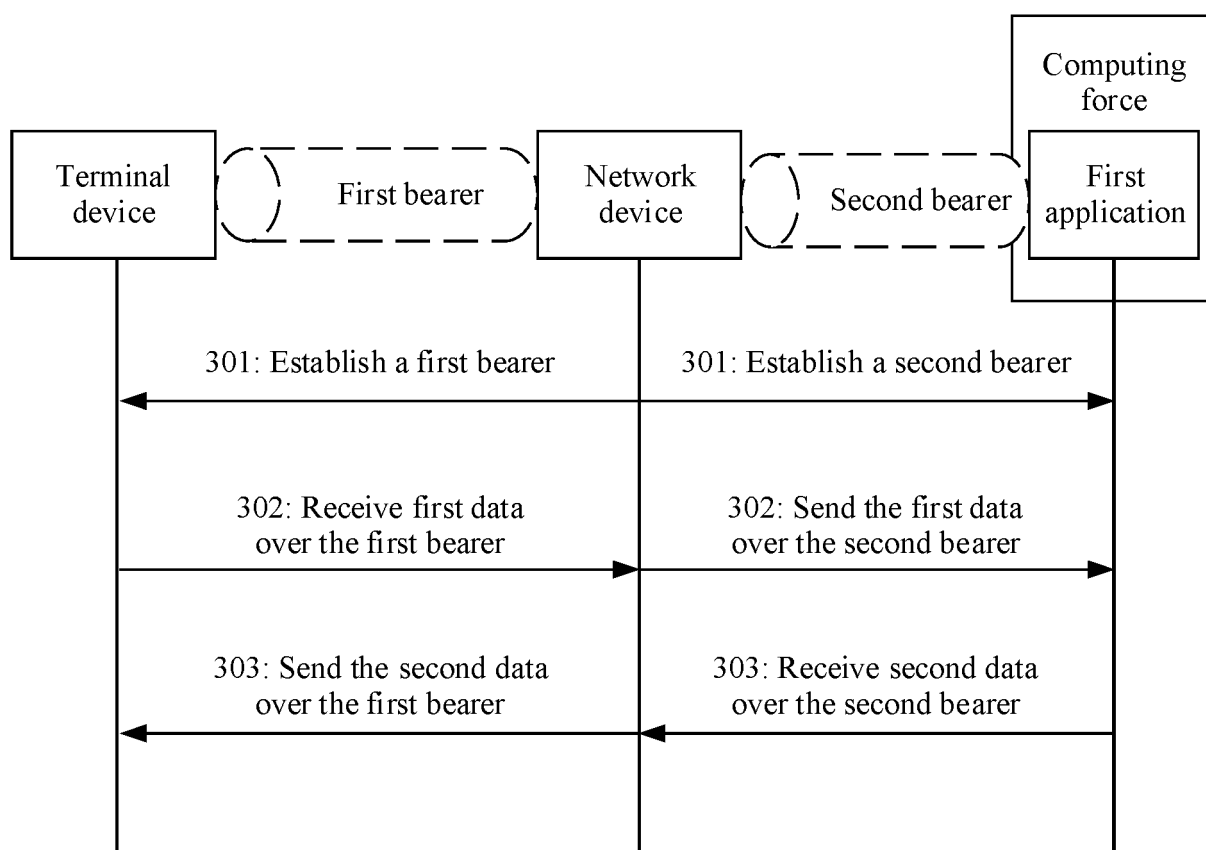 Computing
force
Terminal
device
First bearer
Network
device
Second bearer
First
application
301: Establish a first bearer
301: Establish a second bearer
302: Receive first data
over the first bearer
302: Send the first data
over the second bearer
303: Send the second data
over the first bearer
303: Receive second data
over the second bearer